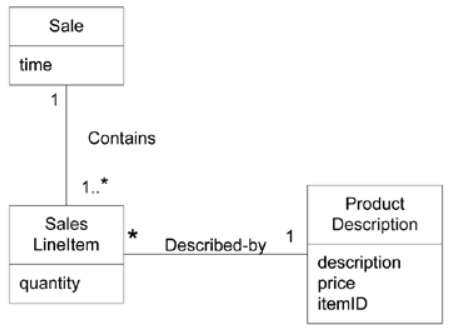 Sale
time
1
Contains
1..*
Sales
LineItem
quantity
*
Described-by
1
Product
Description
description
price
itemID